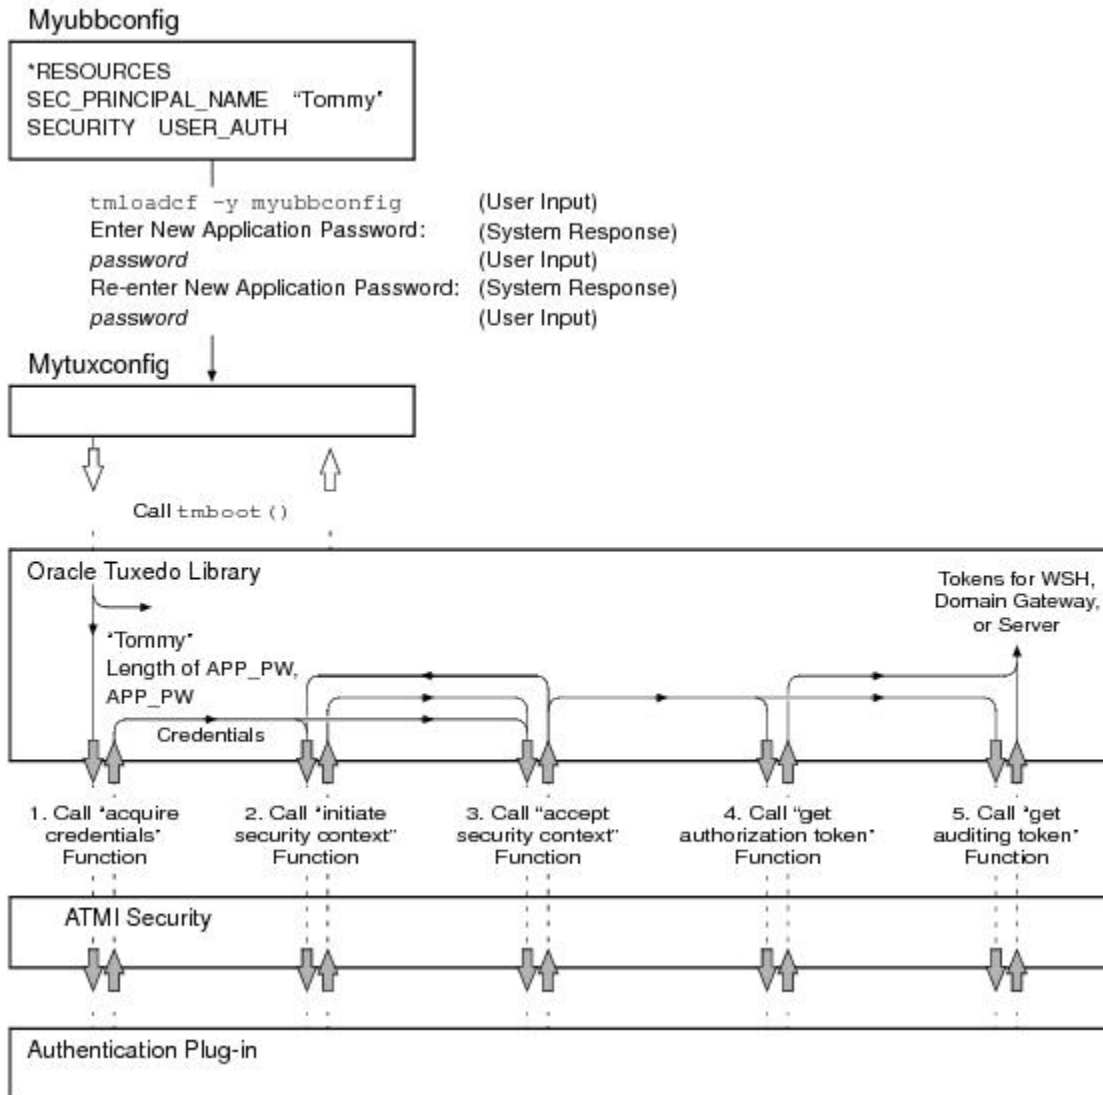 Myubbconfig
*RESOURCES
SEC_PRINCIPAL_NAME "Tommy"
SECURITY USER_AUTH
tmloadcf -y myubbconfig (User Input)
Enter New Application Password: (System Response)
password (User Input)
Re-enter New Application Password: (System Response)
password (User Input)
Mytuxconfig
Call tmboot ()
Oracle Tuxedo Library
Tokens for WSH,
Domain Gateway,
or Server
"Tommy"
Length of APP_PW,
APP_PW
Credentials
1. Call "acquire
credentials"
Function
2. Call "initiate
security context"
Function
3. Call "accept
security context"
Function
4. Call "get
authorization token"
Function
5. Call "get
auditing token"
Function
ATMI Security
Authentication Plug-in